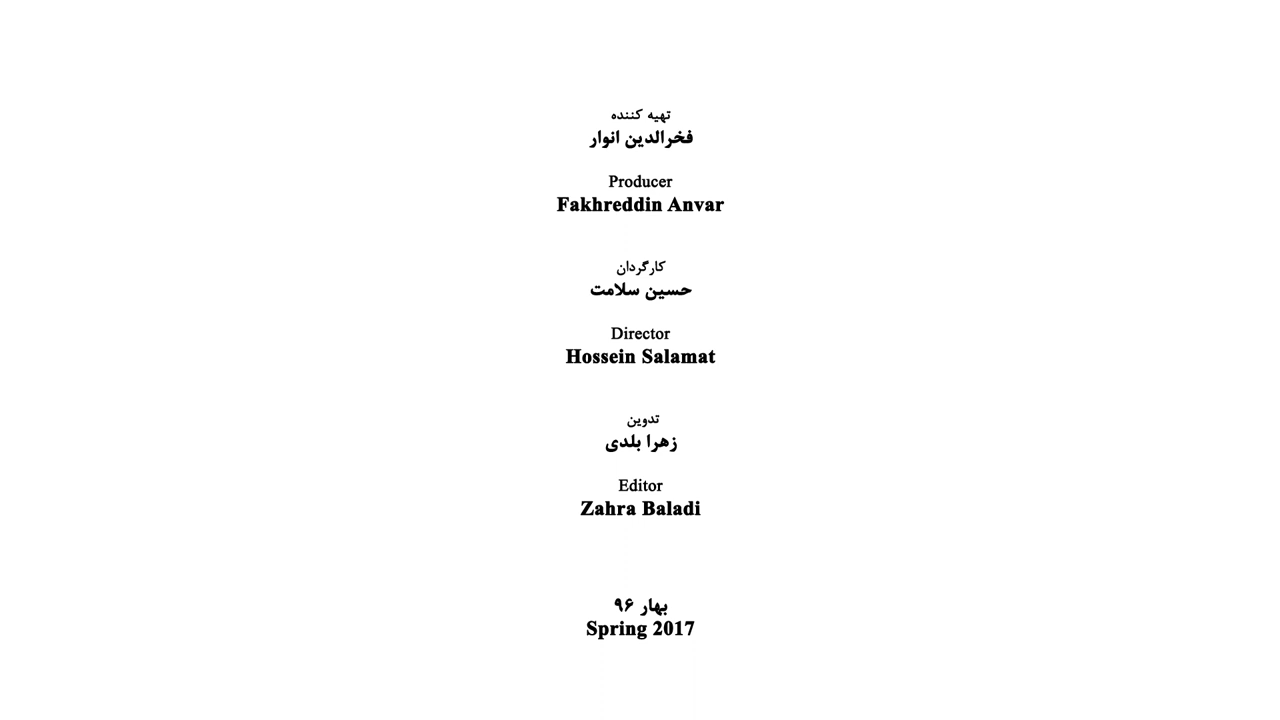 تهیه کننده
فخرالدین انوار
Producer
Fakhreddin Anvar
کارگردان
حسین سلامت
Director
Hossein Salamat
تدوین
زهرا بلدی
Editor
Zahra Baladi
بهار ۹۶
Spring 2017